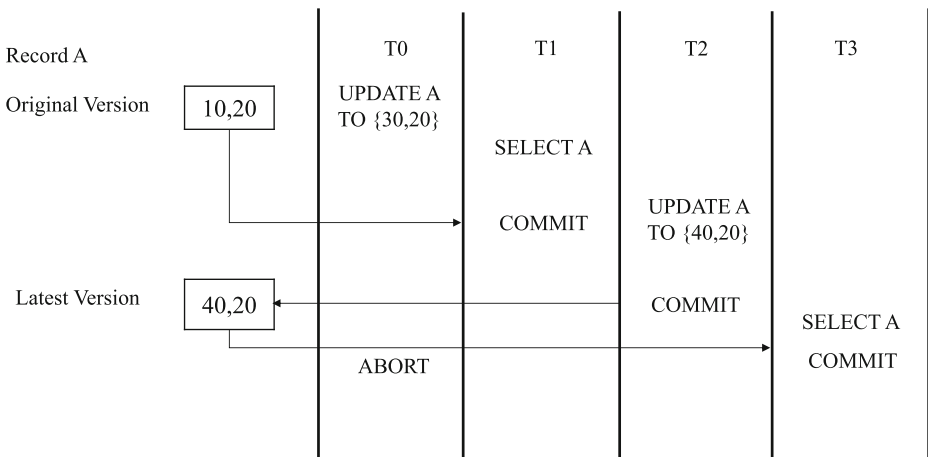 T0
T1
T2
T3
Record A
Original Version
10,20
UPDATE A
TO {30,20}
SELECT A
COMMIT
UPDATE A
TO {40,20}
Latest Version
40,20
COMMIT
SELECT A
ABORT
COMMIT